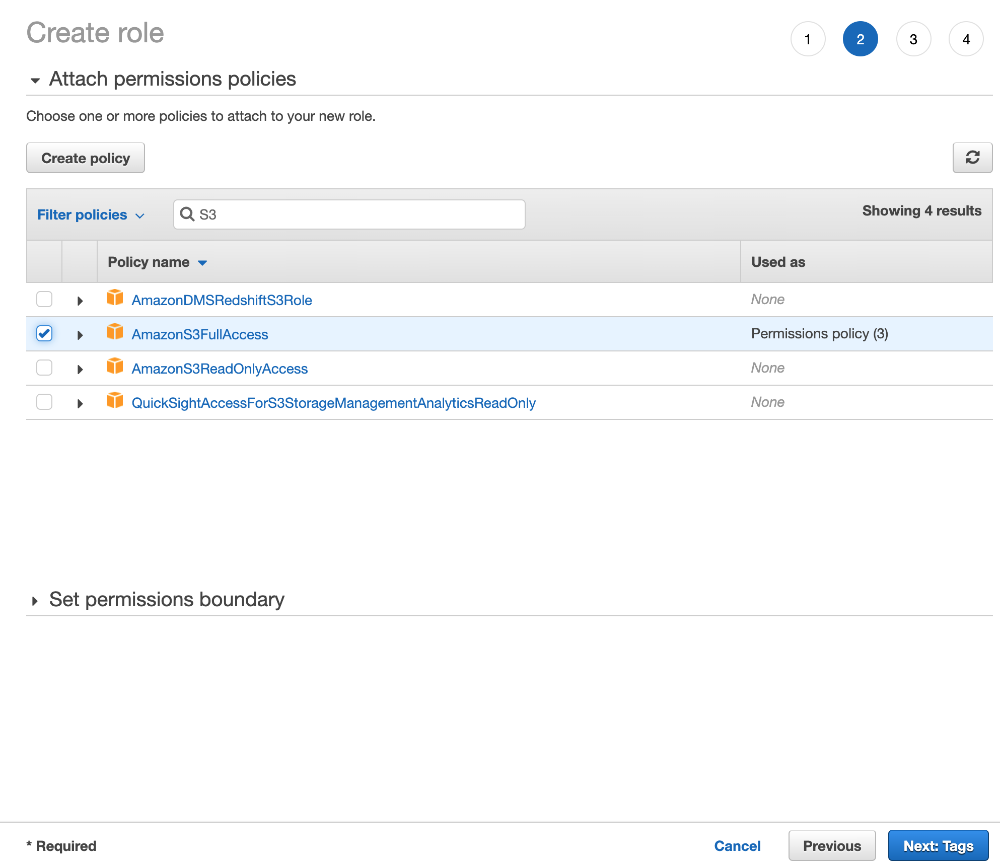 Create role
1 2 3 4
Attach permissions policies
Choose one or more policies to attach to your new role.
Create policy
Filter policies S3 Showing 4 results
Policy name Used as
AmazonDMSRedshiftS3Role None
AmazonS3FullAccess Permissions policy (3)
AmazonS3ReadOnlyAccess None
QuickSightAccessForS3StorageManagementAnalyticsReadOnly None
Set permissions boundary
* Required Cancel Previous Next: Tags